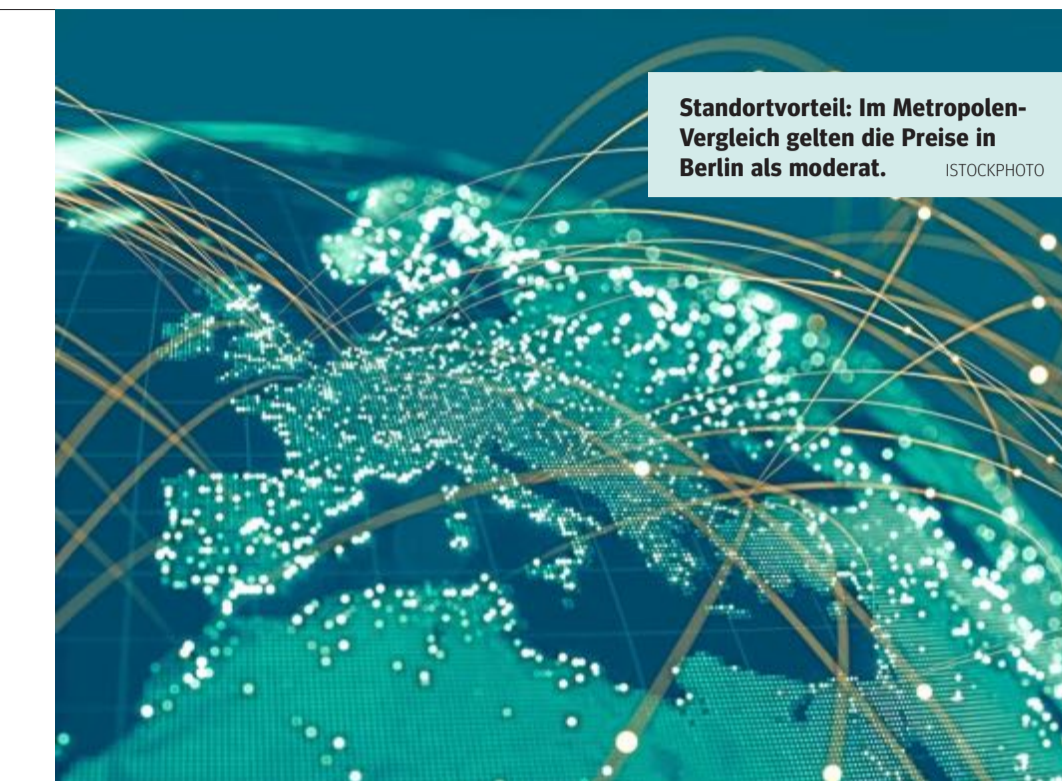 Standortvorteil: Im Metropolen-
Vergleich gelten die Preise in
Berlin als moderat. ISTOCKPHOTO